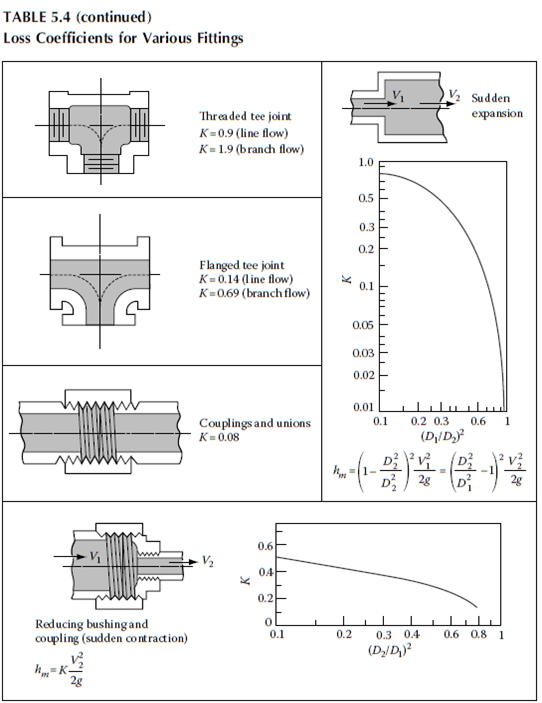 TABLE 5.4 (continued)
Loss Coefficients for Various Fittings
Threaded tee joint
K = 0.9 (line flow)
K = 1.9 (branch flow)
Flanged tee joint
K = 0.14 (line flow)
K = 0.69 (branch flow)
Couplings and unions
K = 0.08
V₁
V₂
Sudden
expansion
1.0
0.5
0.3
0.2
0.1
0.05
0.03
0.02
0.01
K
0.1 0.2 0.3 0.6 1
(D₁/D₂)²
hₘ = (1 − D₂²/D₂²)² V₁²/2g = (D₂²/D₁² − 1)² V₂²/2g
V₁
V₂
Reducing bushing and
coupling (sudden contraction)
hₘ = K V₂²/2g
0.6
0.4
0.2
0
K
0.1 0.2 0.3 0.4 0.6 0.8 1
(D₂/D₁)²